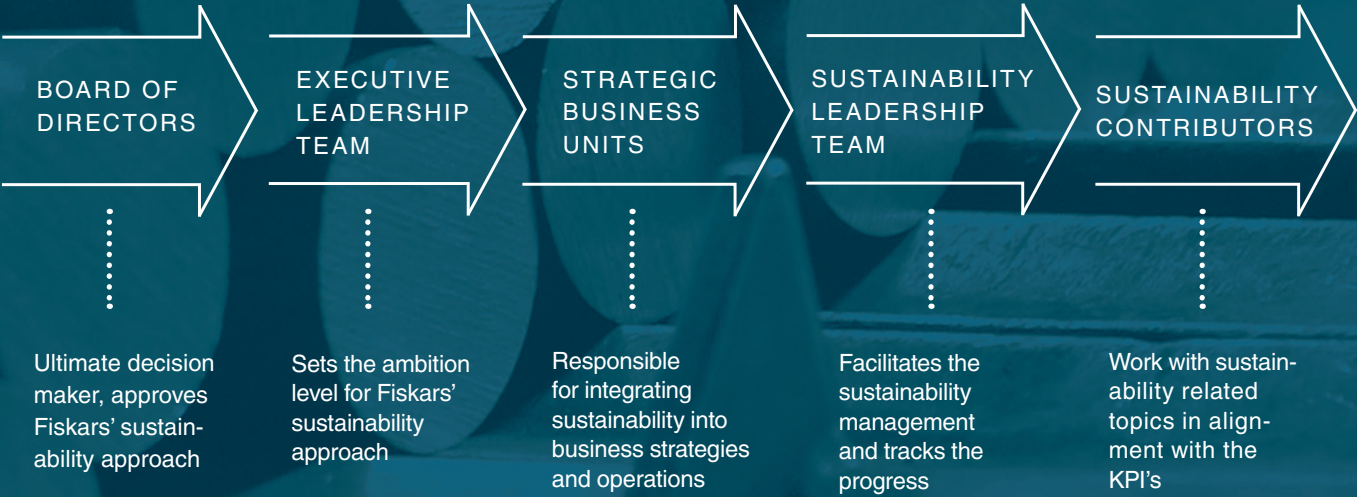 BOARD OF
DIRECTORS
EXECUTIVE
LEADERSHIP
TEAM
STRATEGIC
BUSINESS
UNITS
SUSTAINABILITY
LEADERSHIP
TEAM
SUSTAINABILITY
CONTRIBUTORS
Ultimate decision
maker, approves
Fiskars’ sustain-
ability approach
Sets the ambition
level for Fiskars’
sustainability
approach
Responsible
for integrating
sustainability into
business strategies
and operations
Facilitates the
sustainability
management
and tracks the
progress
Work with sustain-
ability related
topics in align-
ment with the
KPI’s